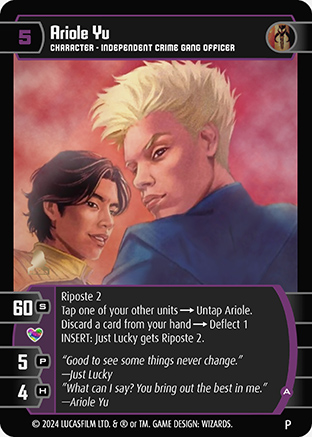 5
Ariole Yu
CHARACTER - INDEPENDENT CRIME GANG OFFICER
60 S
Riposte 2
Tap one of your other units → Untap Ariole.
Discard a card from your hand → Deflect 1
INSERT: Just Lucky gets Riposte 2.
5 P
4 H
“Good to see some things never change.”
—Just Lucky
“What can I say? You bring out the best in me.”
—Ariole Yu
A
© 2024 LUCASFILM LTD. & ® OR TM. GAME DESIGN: WIZARDS.
P